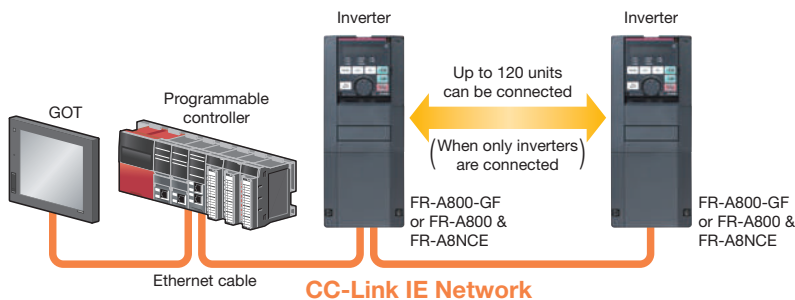 Inverter
Inverter
Up to 120 units
can be connected
(When only inverters
are connected)
GOT
Programmable
controller
FR-A800-GF
or FR-A800 &
FR-A8NCE
FR-A800-GF
or FR-A800 &
FR-A8NCE
Ethernet cable
CC-Link IE Network